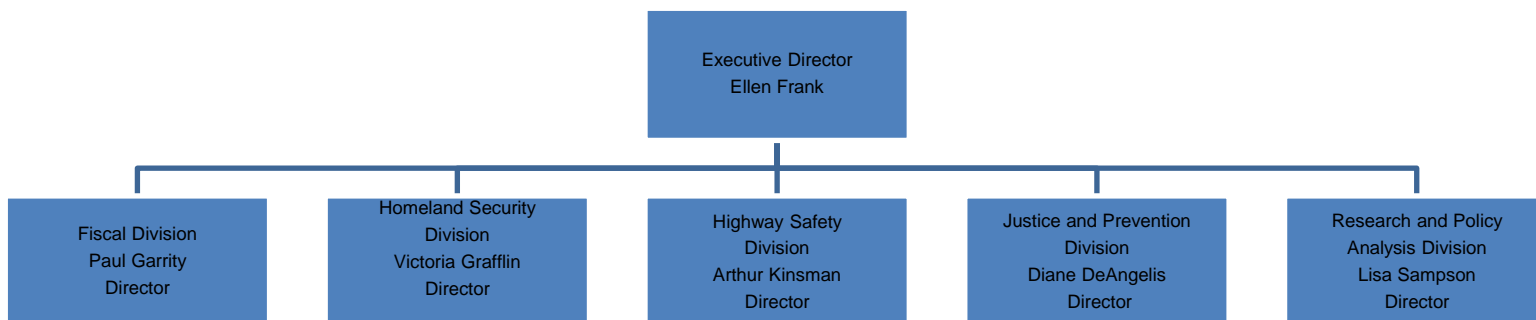 Executive Director
Ellen Frank
Fiscal Division
Paul Garrity
Director
Homeland Security
Division
Victoria Grafflin
Director
Highway Safety
Division
Arthur Kinsman
Director
Justice and Prevention
Division
Diane DeAngelis
Director
Research and Policy
Analysis Division
Lisa Sampson
Director